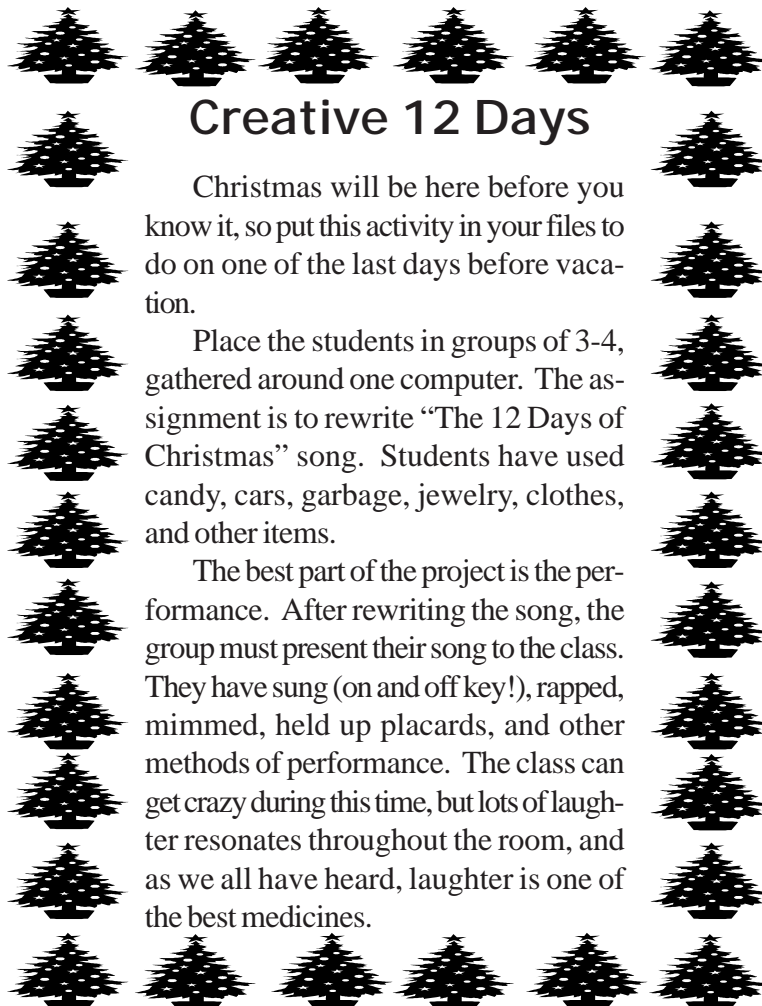 Creative 12 Days
Christmas will be here before you
know it, so put this activity in your files to
do on one of the last days before vaca-
tion.
Place the students in groups of 3-4,
gathered around one computer. The as-
signment is to rewrite “The 12 Days of
Christmas” song. Students have used
candy, cars, garbage, jewelry, clothes,
and other items.
The best part of the project is the per-
formance. After rewriting the song, the
group must present their song to the class.
They have sung (on and off key!), rapped,
mimmed, held up placards, and other
methods of performance. The class can
get crazy during this time, but lots of laugh-
ter resonates throughout the room, and
as we all have heard, laughter is one of
the best medicines.